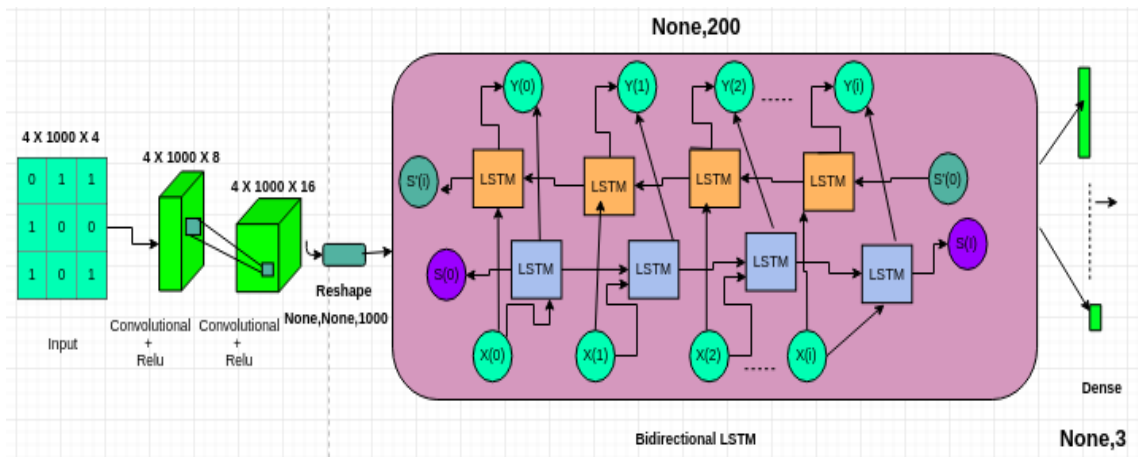 None,200
4 X 1000 X 4
4 X 1000 X 8
4 X 1000 X 16
0 1 1
1 0 0
1 0 1
Input
Convolutional
+
Relu
Convolutional
+
Relu
Reshape
None,None,1000
Y(0) Y(1) Y(2) ...... Y(i)
S'(i) LSTM LSTM LSTM LSTM S'(0)
S(0) LSTM LSTM LSTM LSTM S(I)
X(0) X(1) X(2) ...... X(i)
Bidirectional LSTM
Dense
None,3